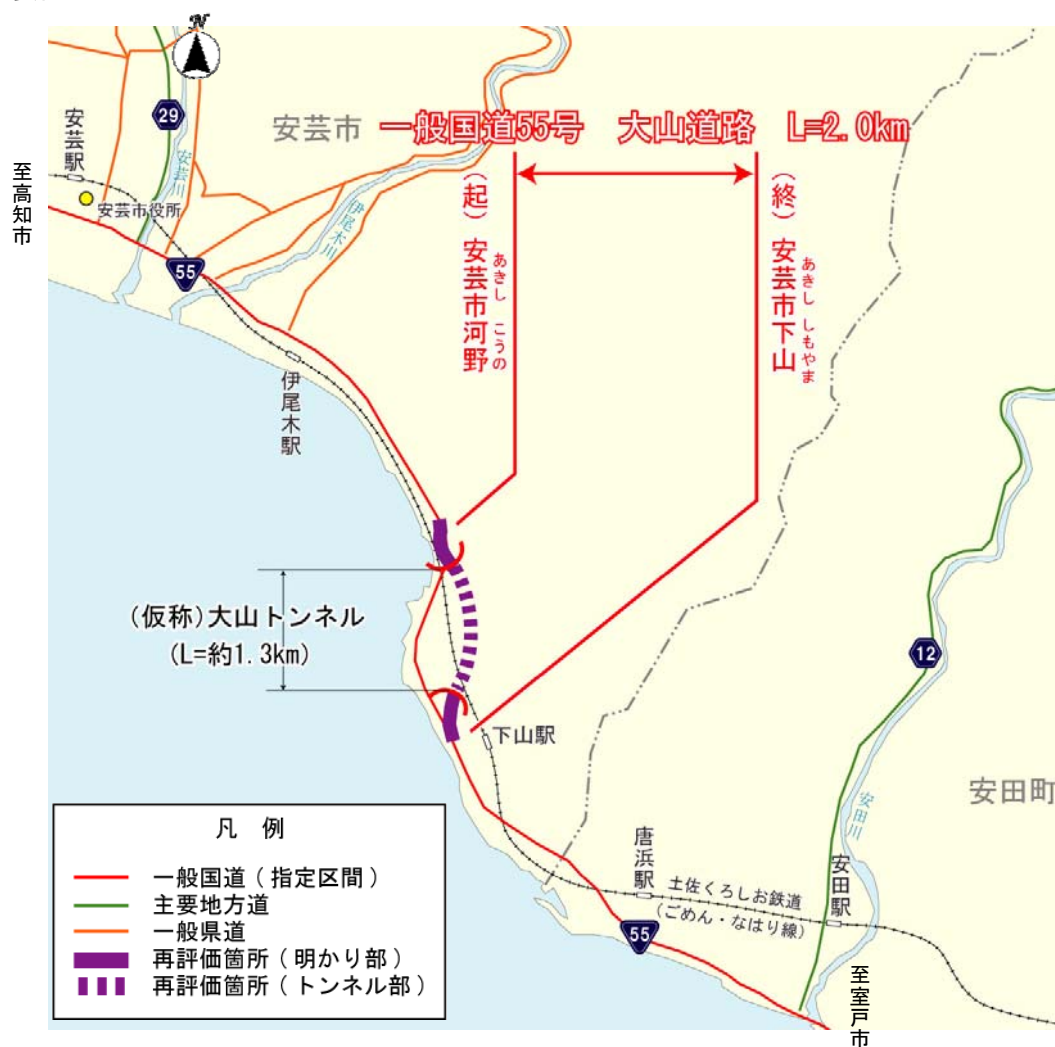 N
29
安芸市
一般国道55号 大山道路 L=2.0km
安芸駅
至高知市
安芸川
安芸市役所
伊尾木川
(起)安芸市河野
あきし こうの
(終)安芸市下山
あきし しもやま
55
伊尾木駅
(仮称)大山トンネル
(L=約1.3km)
12
下山駅
安田町
安田川
唐浜駅
土佐くろしお鉄道
(ごめん・なはり線)
安田駅
55
至室戸市
凡 例
一般国道(指定区間)
主要地方道
一般県道
再評価箇所(明かり部)
再評価箇所(トンネル部)